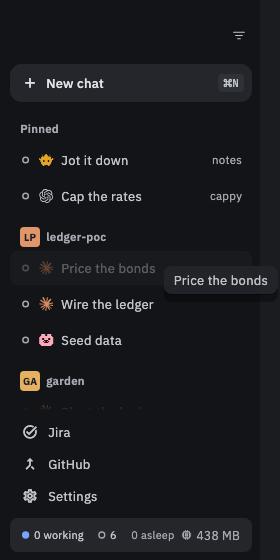 New chat ⌘N
Pinned
Jot it down notes
Cap the rates cappy
LP ledger-poc
Price the bonds
Price the bonds
Wire the ledger
Seed data
GA garden
Jira
GitHub
Settings
0 working 6 0 asleep 438 MB